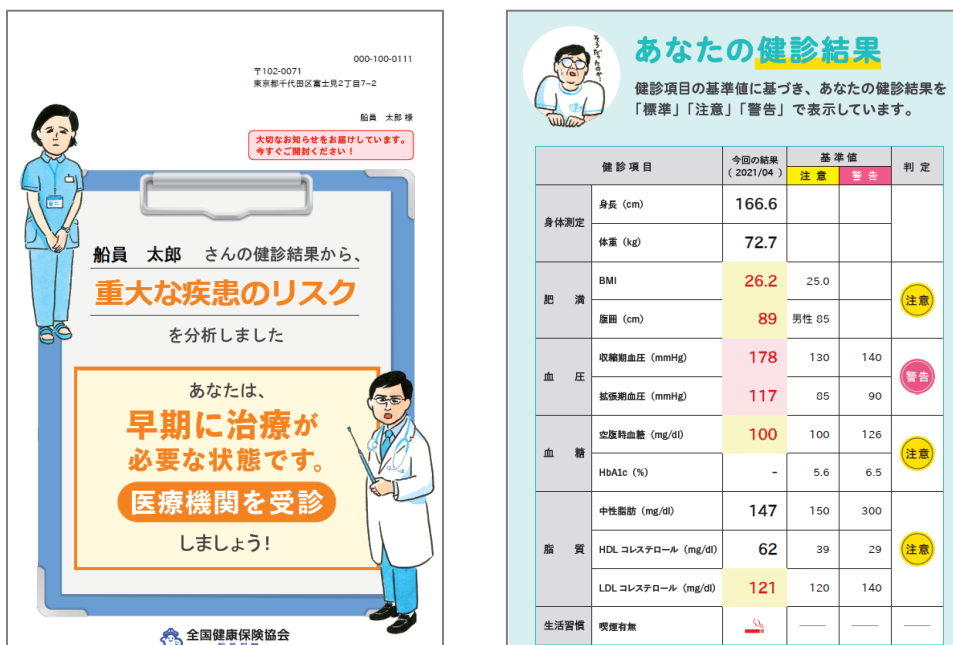 000-100-0111
〒102-0071
東京都千代田区富士見2丁目7−2
船員 太郎 様
大切なお知らせをお届けしています。
今すぐご開封ください！
船員 太郎 さんの健診結果から、
重大な疾患のリスク
を分析しました
あなたは、
早期に治療が
必要な状態です。
医療機関を受診
しましょう！
全国健康保険協会
そうだったのかー
あなたの健診結果
健診項目の基準値に基づき、あなたの健診結果を
「標準」「注意」「警告」で表示しています。
健診項目 今回の結果 (2021/04) 基準値 注意 警告 判定
身体測定 身長（cm） 166.6
体重（kg） 72.7
肥満 BMI 26.2 25.0 注意
腹囲（cm） 89 男性 85
血圧 収縮期血圧（mmHg） 178 130 140 警告
拡張期血圧（mmHg） 117 85 90
血糖 空腹時血糖（mg/dl） 100 100 126 注意
HbA1c（%） - 5.6 6.5
脂質 中性脂肪（mg/dl） 147 150 300 注意
HDL コレステロール（mg/dl） 62 39 29
LDL コレステロール（mg/dl） 121 120 140
生活習慣 喫煙有無 — — —